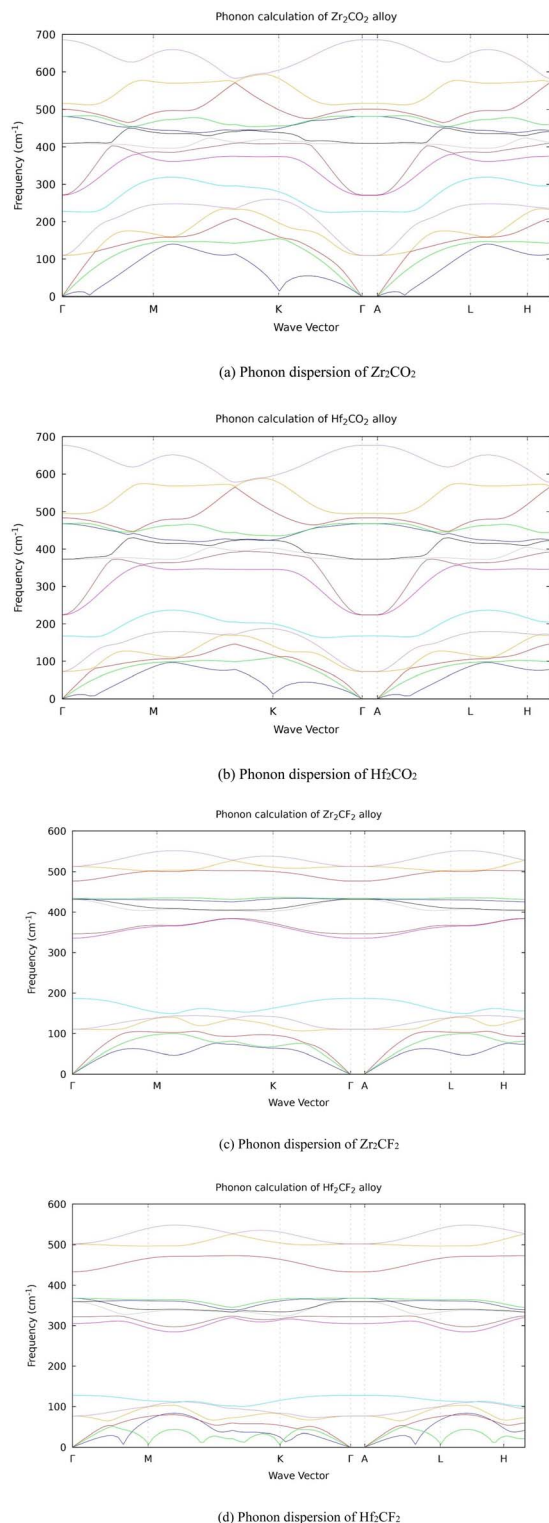 Phonon calculation of Zr₂CO₂ alloy
700
600
500
400
300
200
100
0
Frequency (cm⁻¹)
Γ M K Γ A L H
Wave Vector
(a) Phonon dispersion of Zr₂CO₂
Phonon calculation of Hf₂CO₂ alloy
700
600
500
400
300
200
100
0
Frequency (cm⁻¹)
Γ M K Γ A L H
Wave Vector
(b) Phonon dispersion of Hf₂CO₂
Phonon calculation of Zr₂CF₂ alloy
600
500
400
300
200
100
0
Frequency (cm⁻¹)
Γ M K Γ A L H
Wave Vector
(c) Phonon dispersion of Zr₂CF₂
Phonon calculation of Hf₂CF₂ alloy
600
500
400
300
200
100
0
Frequency (cm⁻¹)
Γ M K Γ A L H
Wave Vector
(d) Phonon dispersion of Hf₂CF₂